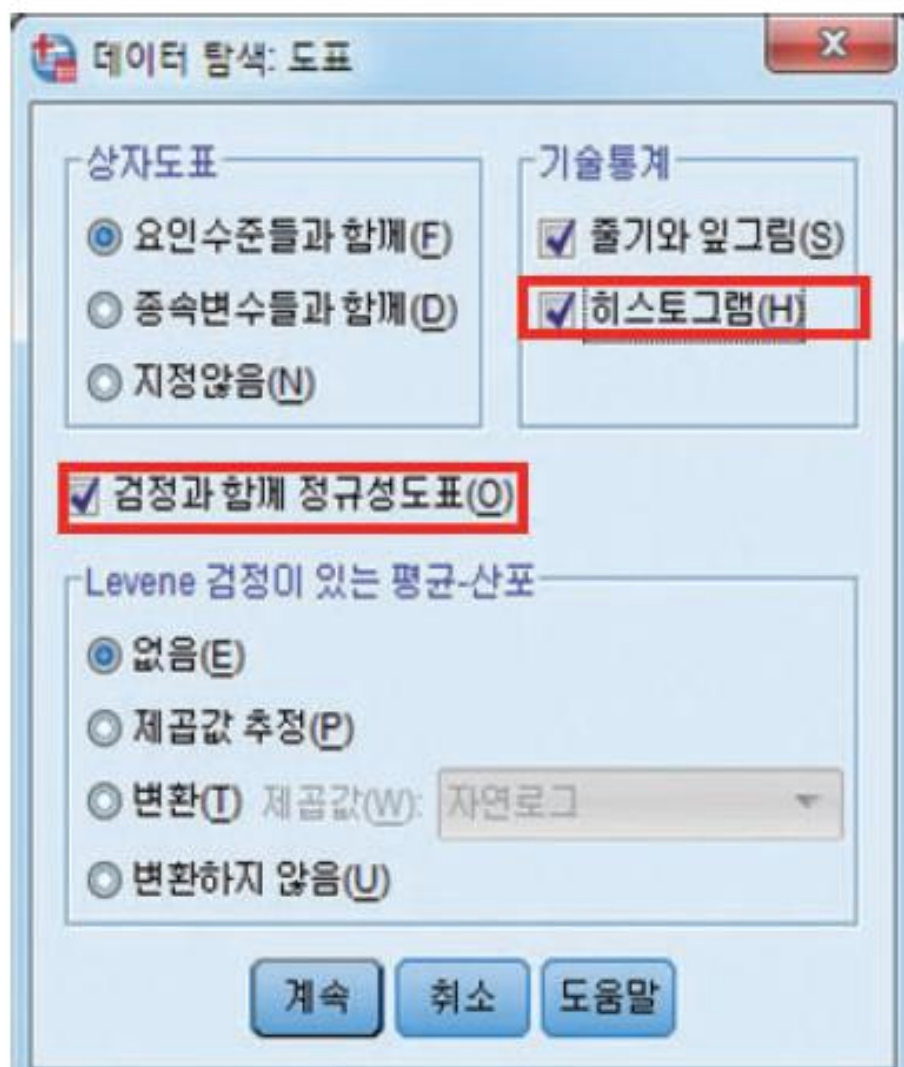 데이터 탐색: 도표
상자도표
요인수준들과 함께(F)
종속변수들과 함께(D)
지정않음(N)
기술통계
줄기와 잎그림(S)
히스토그램(H)
검정과 함께 정규성도표(O)
Levene 검정이 있는 평균-산포
없음(E)
제곱값 추정(P)
변환(T) 제곱값(W): 자연로그
변환하지 않음(U)
계속 취소 도움말